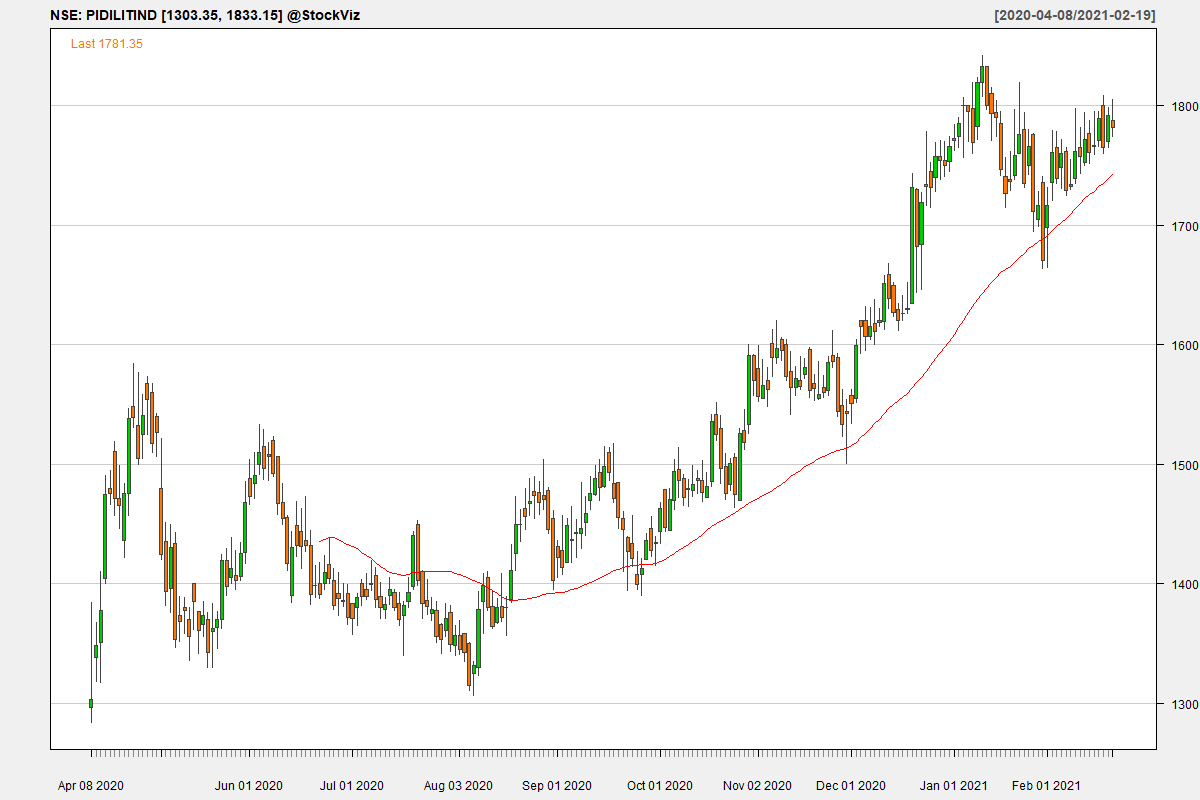 NSE: PIDILITIND [1303.35, 1833.15] @StockViz
[2020-04-08/2021-02-19]
Last 1781.35
1800
1700
1600
1500
1400
1300
Apr 08 2020
Jun 01 2020
Jul 01 2020
Aug 03 2020
Sep 01 2020
Oct 01 2020
Nov 02 2020
Dec 01 2020
Jan 01 2021
Feb 01 2021